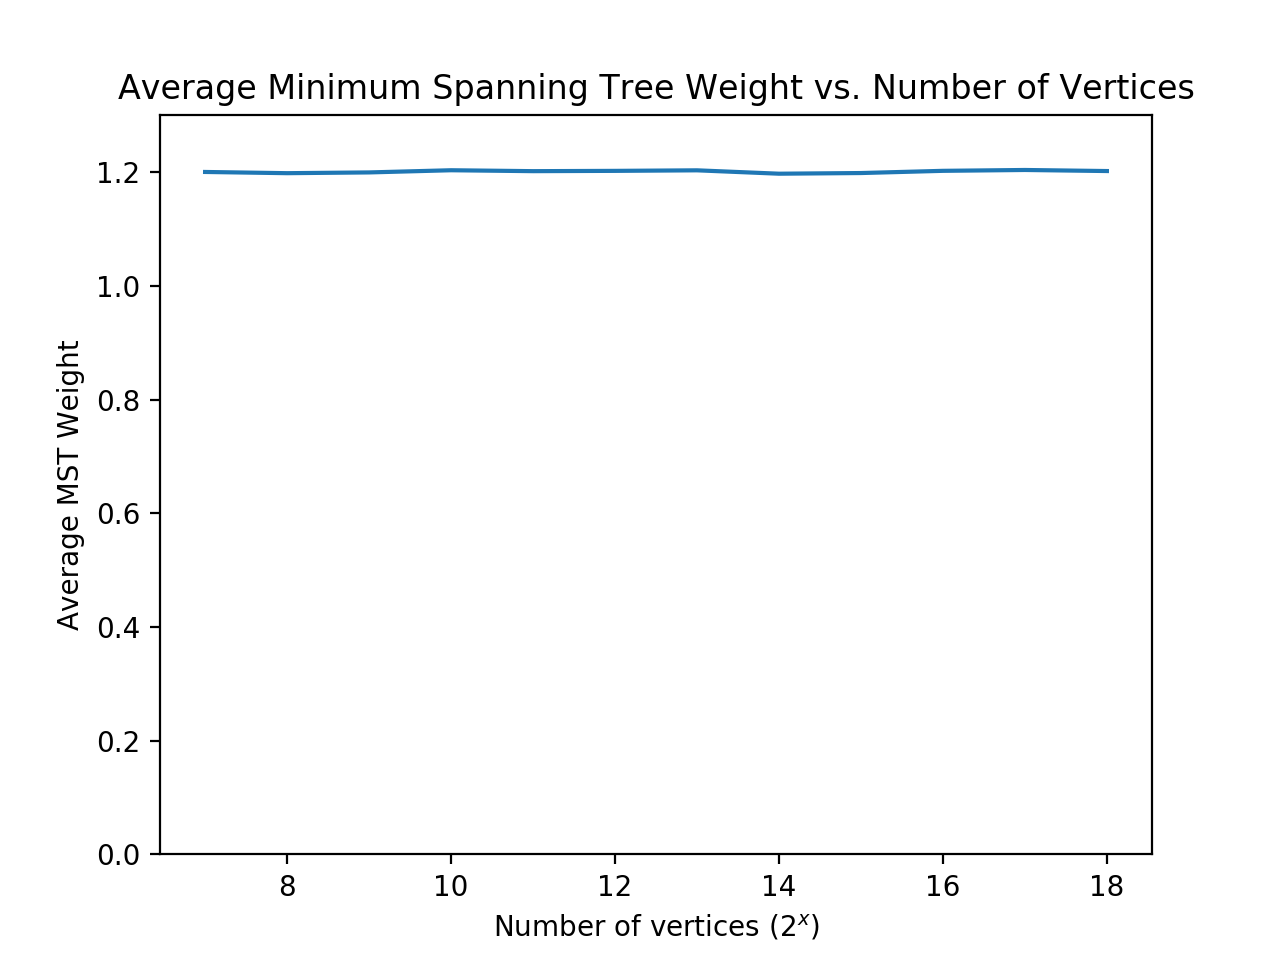 Average Minimum Spanning Tree Weight vs. Number of Vertices
1.2
1.0
0.8
0.6
0.4
0.2
0.0
Average MST Weight
8 10 12 14 16 18
Number of vertices (2^x)